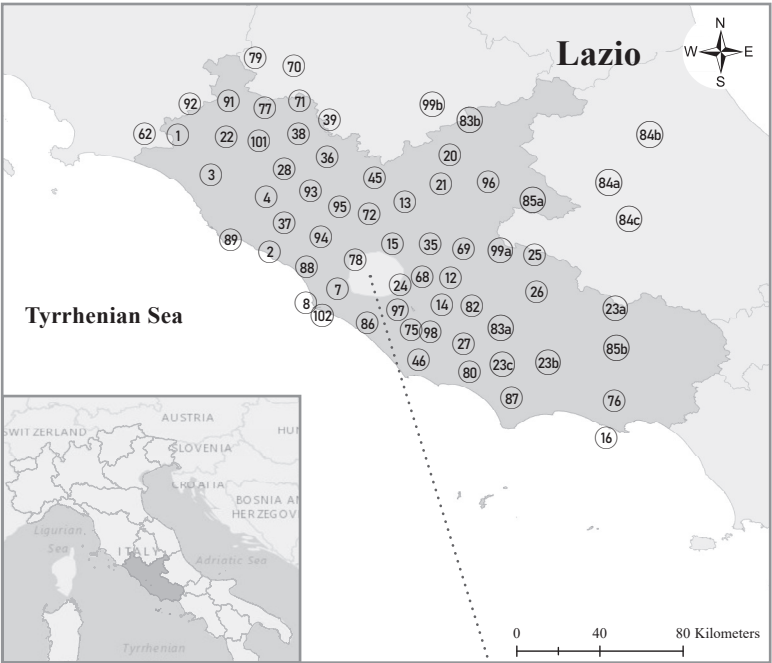 N
Lazio
W E
S
79
70
92
91
77
71
99b
39
83b
62
1
22
101
38
84b
36
20
3
28
45
21
96
84a
4
93
13
85a
95
72
84c
37
89
94
2
15
35
69
99a
25
78
88
68
12
24
7
26
8
97
14
82
23a
102
86
75
98
83a
27
85b
46
80
23c
23b
87
76
16
Tyrrhenian Sea
AUSTRIA
SWITZERLAND
HUN
SLOVENIA
CROATIA
BOSNIA AN
HERZEGOV
Ligurian
Sea
ITALY
Adriatic Sea
Tyrrhenian
0 40 80 Kilometers